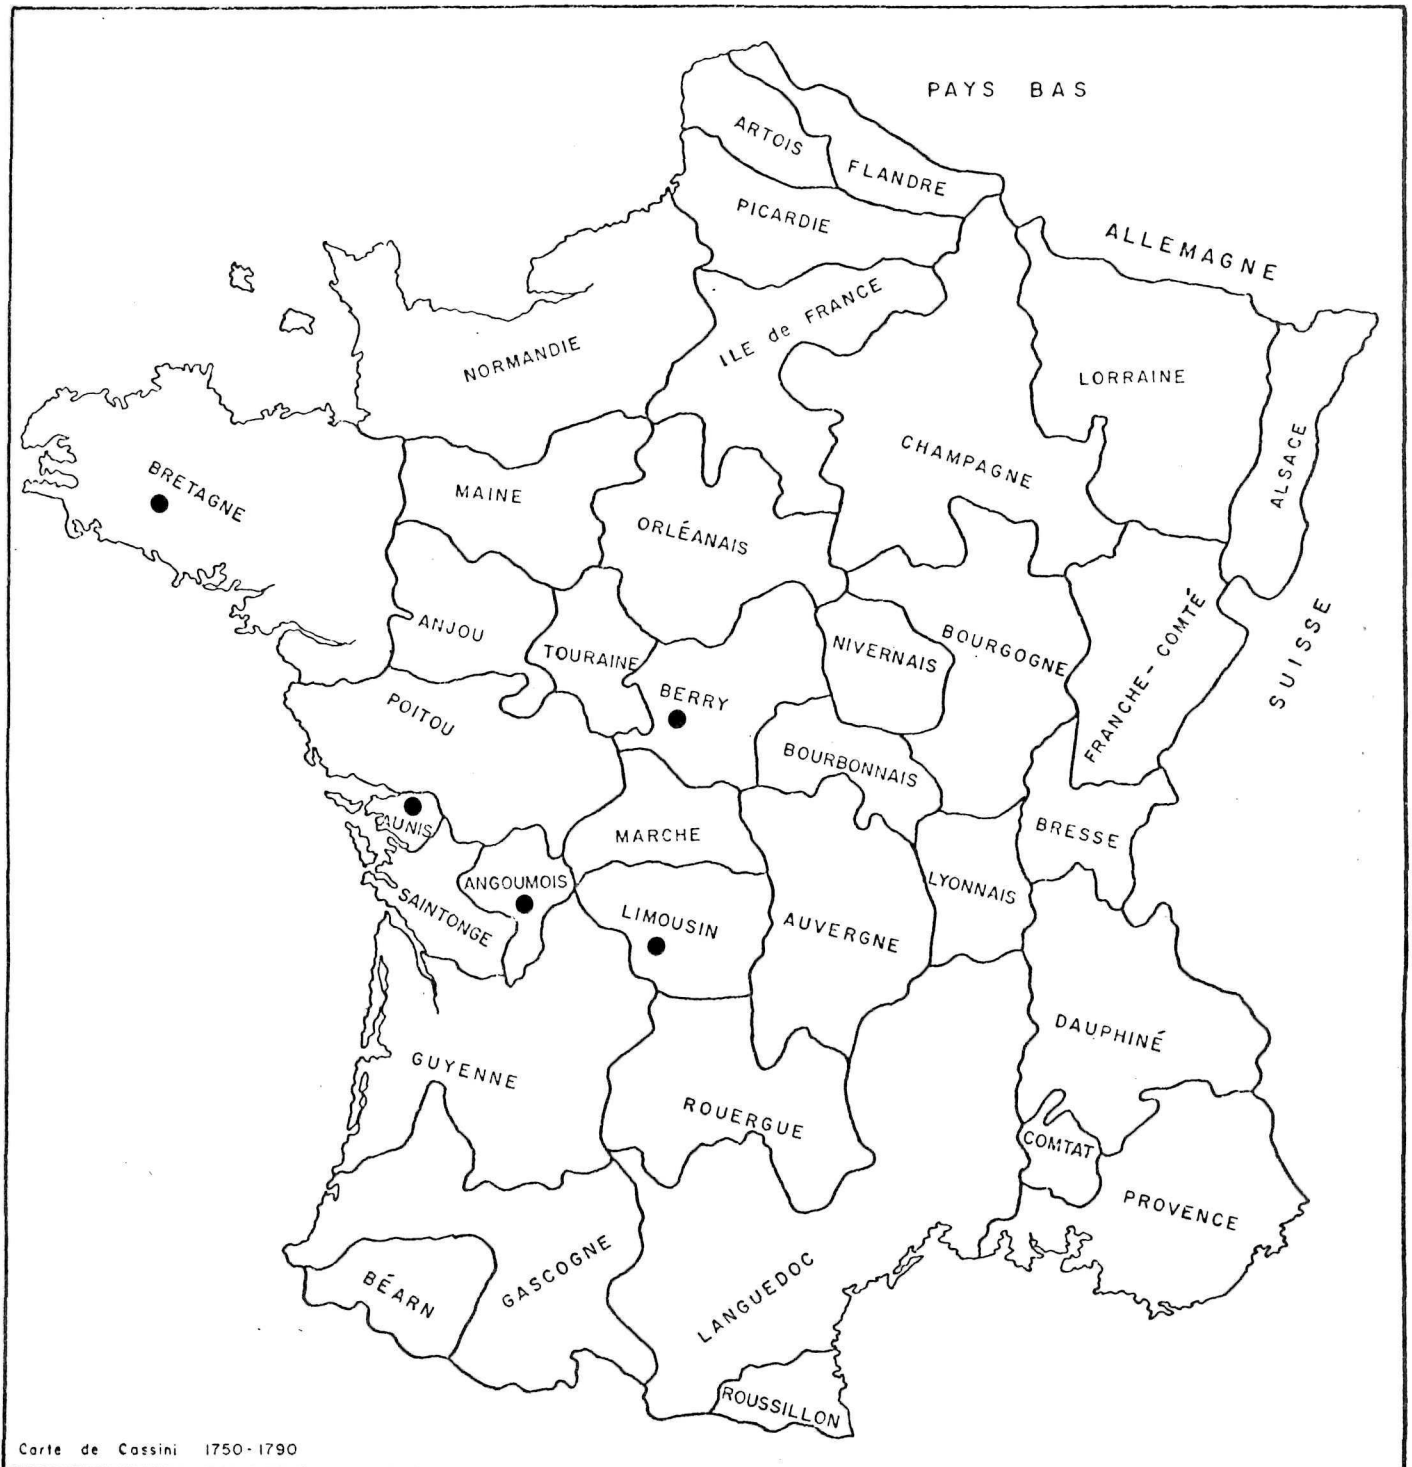 PAYS BAS
ARTOIS
FLANDRE
PICARDIE
ALLEMAGNE
ILE de FRANCE
NORMANDIE
LORRAINE
CHAMPAGNE
ALSACE
BRETAGNE
MAINE
ORLÉANAIS
ANJOU
TOURAINE
NIVERNAIS
BOURGOGNE
FRANCHE-COMTÉ
SUISSE
BERRY
POITOU
BOURBONNAIS
AUNIS
MARCHE
BRESSE
ANGOUMOIS
LYONNAIS
SAINTONGE
LIMOUSIN
AUVERGNE
DAUPHINÉ
GUYENNE
ROUERGUE
COMTAT
PROVENCE
GASCOGNE
BÉARN
LANGUEDOC
ROUSSILLON
Carte de Cassini 1750-1790